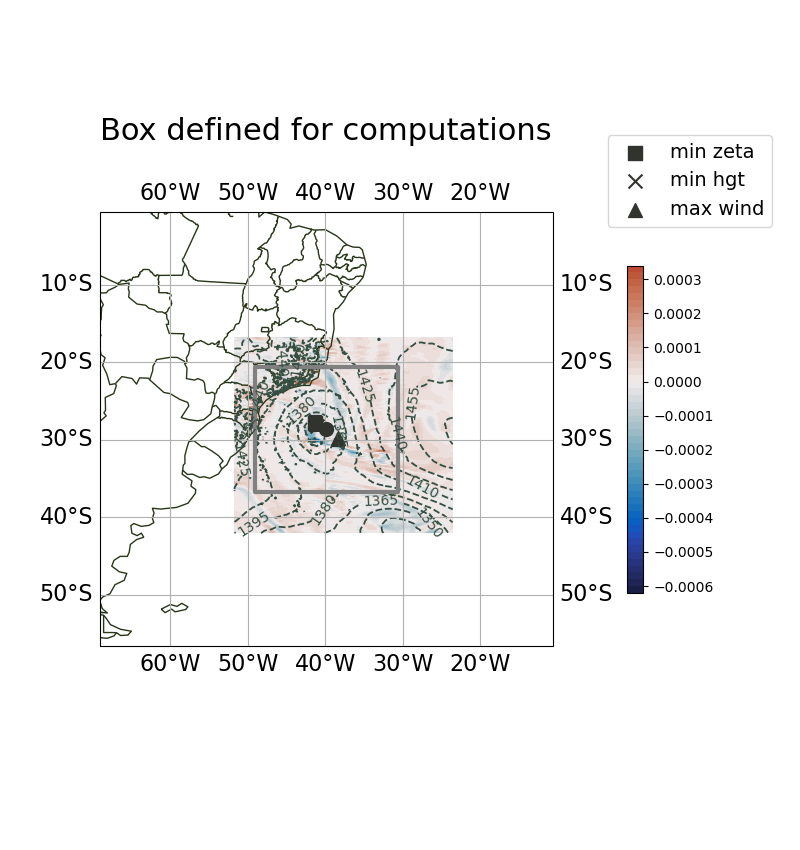 Box defined for computations
min zeta
min hgt
max wind
60°W 50°W 40°W 30°W 20°W
10°S 10°S
20°S 20°S
30°S 30°S
40°S 40°S
50°S 50°S
60°W 50°W 40°W 30°W 20°W
1425
1455
1380
1440
1410
1365
1380
1395
1350
0.0003
0.0002
0.0001
0.0000
−0.0001
−0.0002
−0.0003
−0.0004
−0.0005
−0.0006